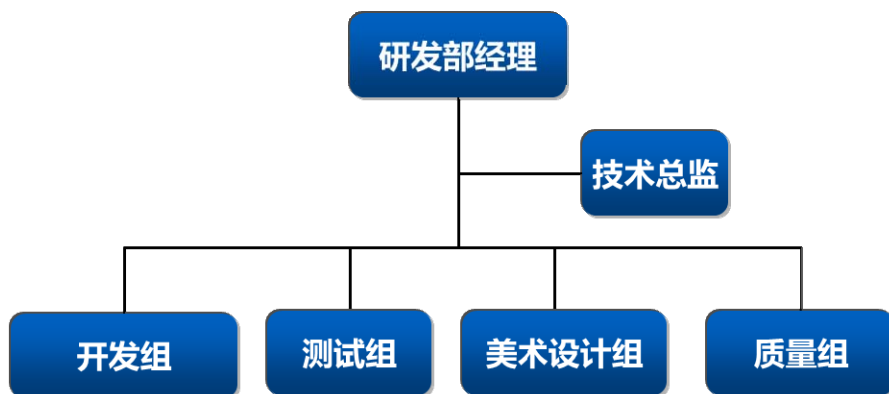 研发部经理
技术总监
开发组
测试组
美术设计组
质量组